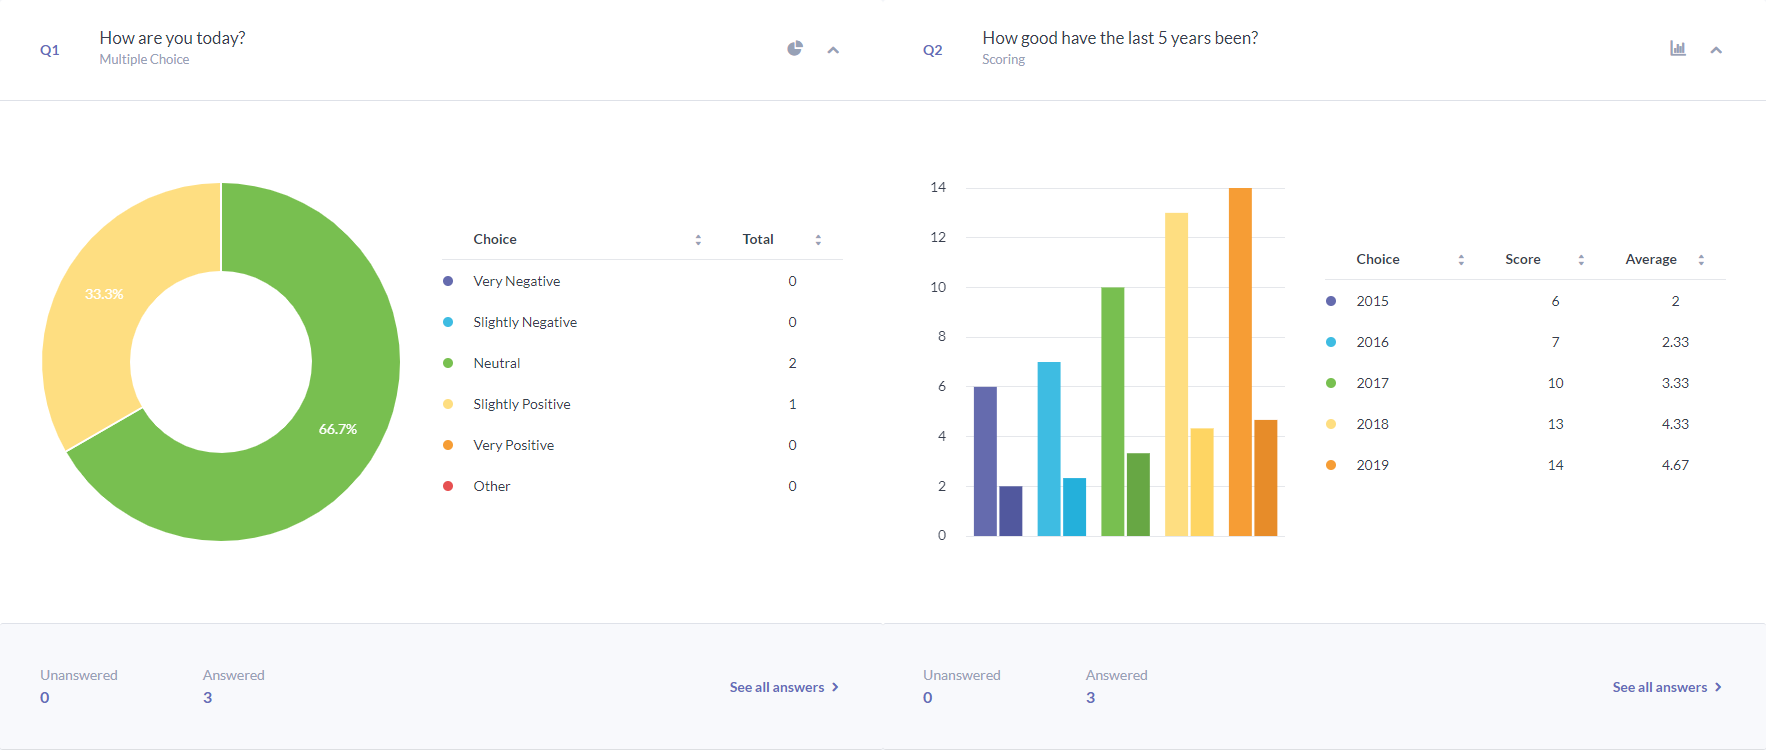 Q1
How are you today?
Multiple Choice
33.3%
66.7%
Choice Total
Very Negative 0
Slightly Negative 0
Neutral 2
Slightly Positive 1
Very Positive 0
Other 0
Unanswered Answered
0 3
See all answers
Q2
How good have the last 5 years been?
Scoring
14
12
10
8
6
4
2
0
Choice Score Average
2015 6 2
2016 7 2.33
2017 10 3.33
2018 13 4.33
2019 14 4.67
Unanswered Answered
0 3
See all answers